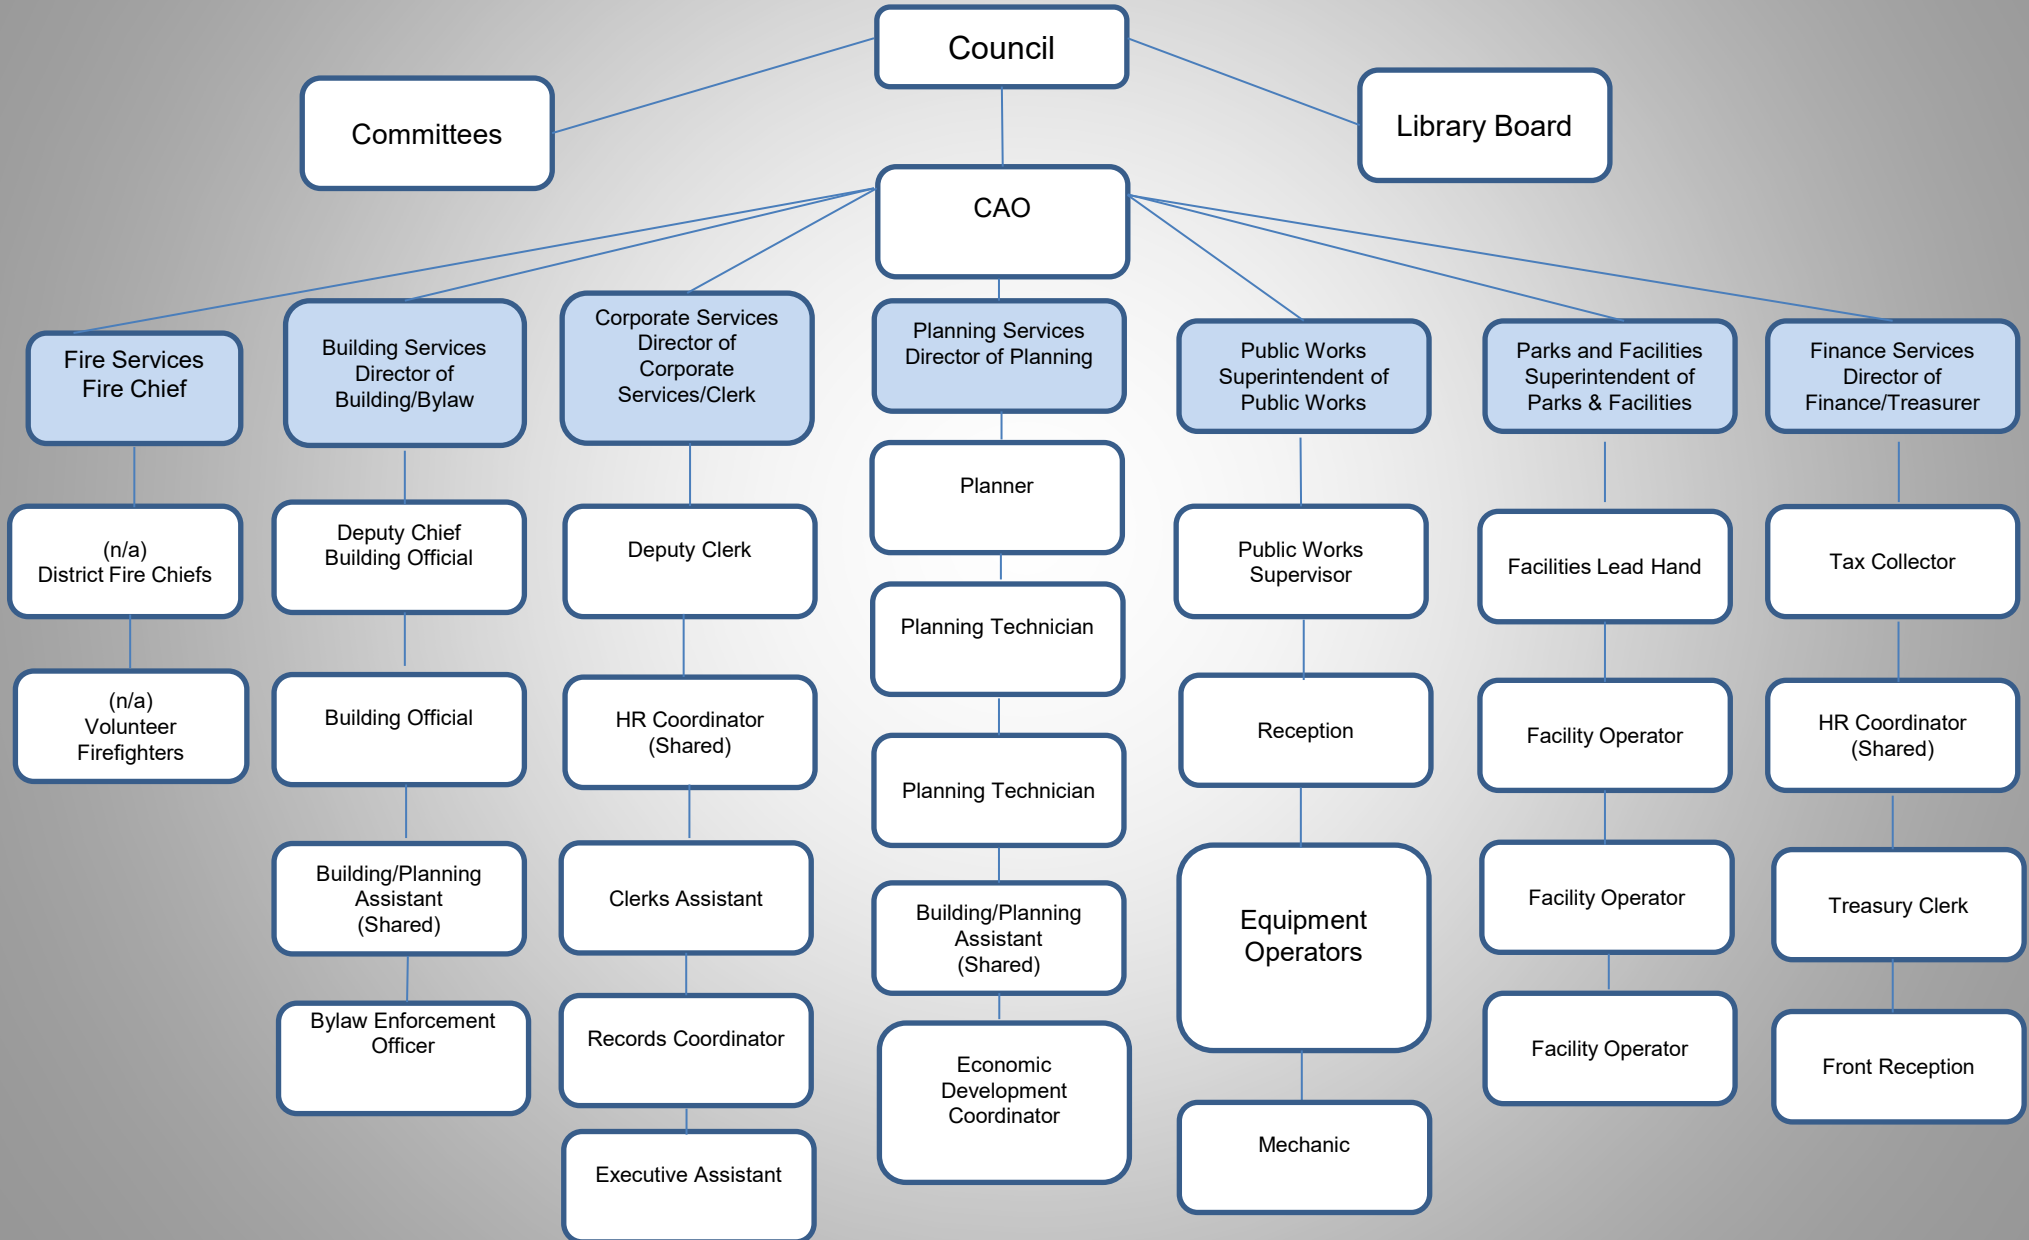 Council
Committees
Library Board
CAO
Fire Services
Fire Chief
(n/a)
District Fire Chiefs
(n/a)
Volunteer
Firefighters
Building Services
Director of
Building/Bylaw
Deputy Chief
Building Official
Building Official
Building/Planning
Assistant
(Shared)
Bylaw Enforcement
Officer
Corporate Services
Director of
Corporate
Services/Clerk
Deputy Clerk
HR Coordinator
(Shared)
Clerks Assistant
Records Coordinator
Executive Assistant
Planning Services
Director of Planning
Planner
Planning Technician
Planning Technician
Building/Planning
Assistant
(Shared)
Economic
Development
Coordinator
Public Works
Superintendent of
Public Works
Public Works
Supervisor
Reception
Equipment
Operators
Mechanic
Parks and Facilities
Superintendent of
Parks & Facilities
Facilities Lead Hand
Facility Operator
Facility Operator
Facility Operator
Finance Services
Director of
Finance/Treasurer
Tax Collector
HR Coordinator
(Shared)
Treasury Clerk
Front Reception